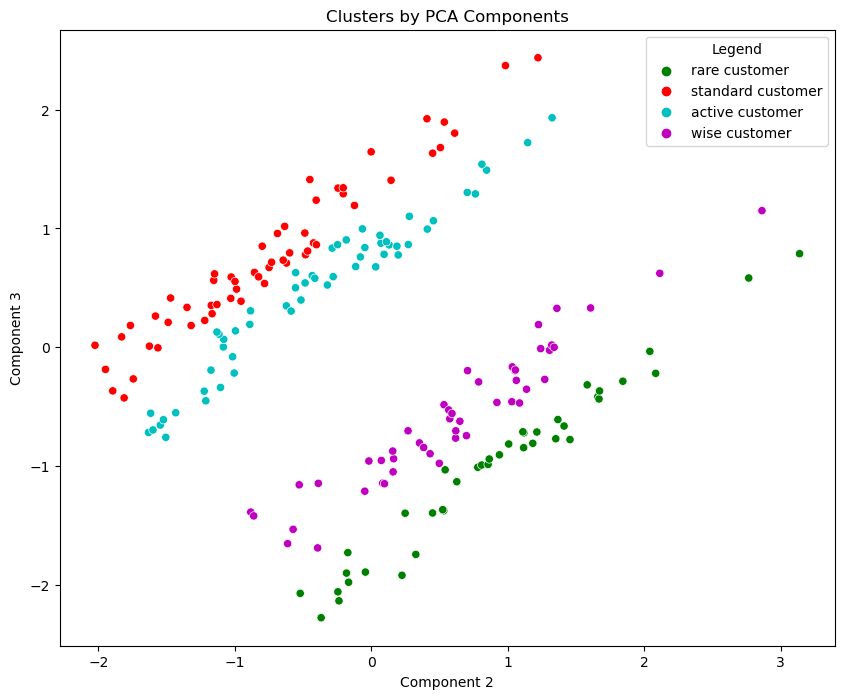 Clusters by PCA Components
Legend
rare customer
standard customer
active customer
wise customer
Component 3
2
1
0
−1
−2
−2
−1
0
1
2
3
Component 2